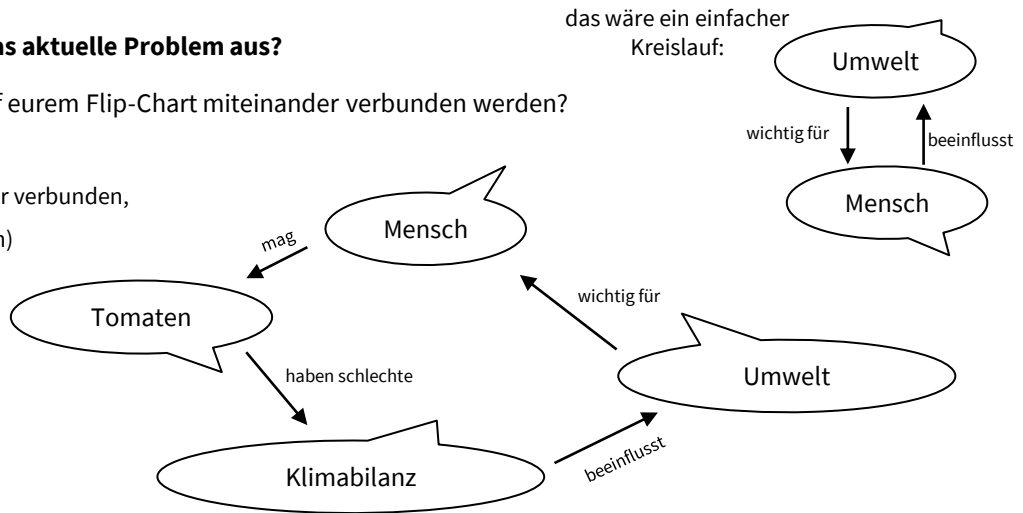 as aktuelle Problem aus?
f eurem Flip-Chart miteinander verbunden werden?
r verbunden,
n)
das wäre ein einfacher
Kreislauf:
Umwelt
wichtig für
beeinflusst
Mensch
Mensch
mag
Tomaten
wichtig für
haben schlechte
Umwelt
Klimabilanz
beeinflusst